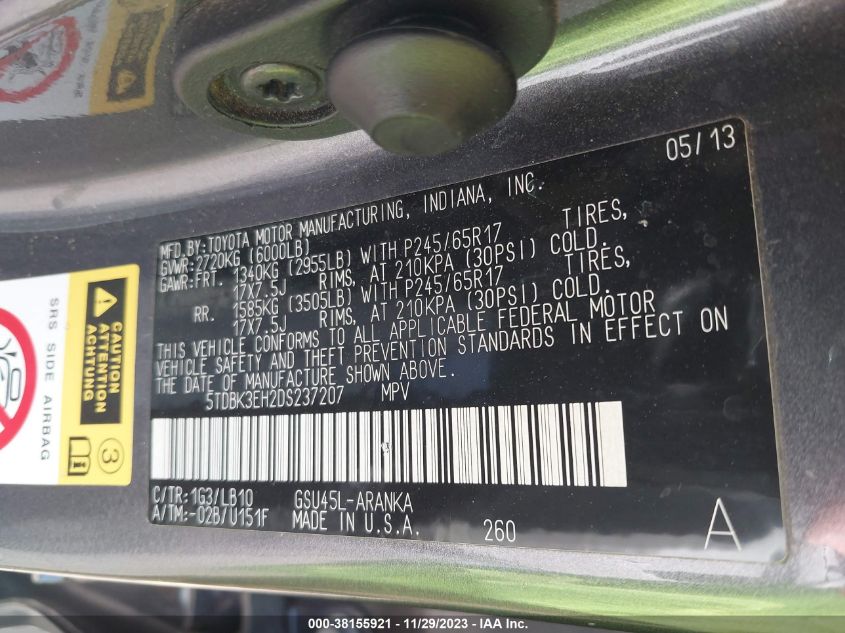 05/13
MFD.BY:TOYOTA MOTOR MANUFACTURING, INDIANA, INC.
GVWR:2720KG (6000LB)
GAWR:FRT. 1340KG (2955LB) WITH P245/65R17 TIRES,
17X7.5J RIMS, AT 210KPA (30PSI) COLD.
RR. 1585KG (3505LB) WITH P245/65R17 TIRES,
17X7.5J RIMS, AT 210KPA (30PSI) COLD.
THIS VEHICLE CONFORMS TO ALL APPLICABLE FEDERAL MOTOR
VEHICLE SAFETY AND THEFT PREVENTION STANDARDS IN EFFECT ON
THE DATE OF MANUFACTURE SHOWN ABOVE.
5TDBK3EH2DS237207 MPV
C/TR:1G3/LB10 GSU45L-ARANKA
A/TM:-02B/U151F MADE IN U.S.A. 260 A
SRS SIDE AIRBAG
CAUTION
ATTENTION
ACHTUNG
3
000-38155921 - 11/29/2023 - IAA Inc.